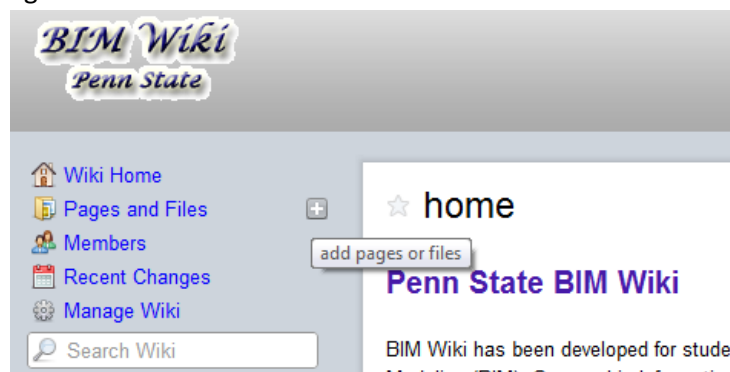 BIM Wiki
Penn State
Wiki Home
Pages and Files
Members
Recent Changes
Manage Wiki
Search Wiki
add pages or files
home
Penn State BIM Wiki
BIM Wiki has been developed for stude